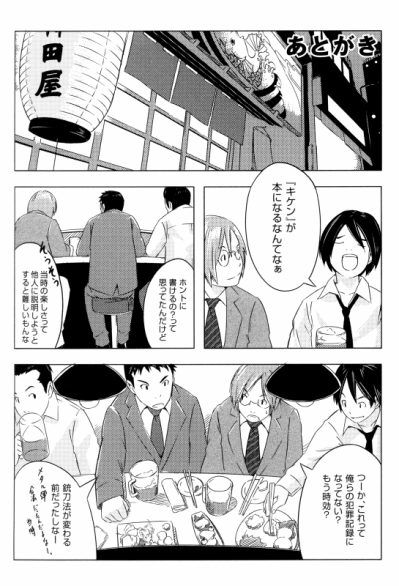 あとがき
田屋
『キケン』が
本になるなんてなぁ
ホントに
書けるの？って
思ってたんだけど
当時の楽しさって
他人に説明しようと
すると難しいもんな
つーか、これって
俺らの犯罪記録に
なってない？
もう時効？
銃刀法が変わる
前だったしなー